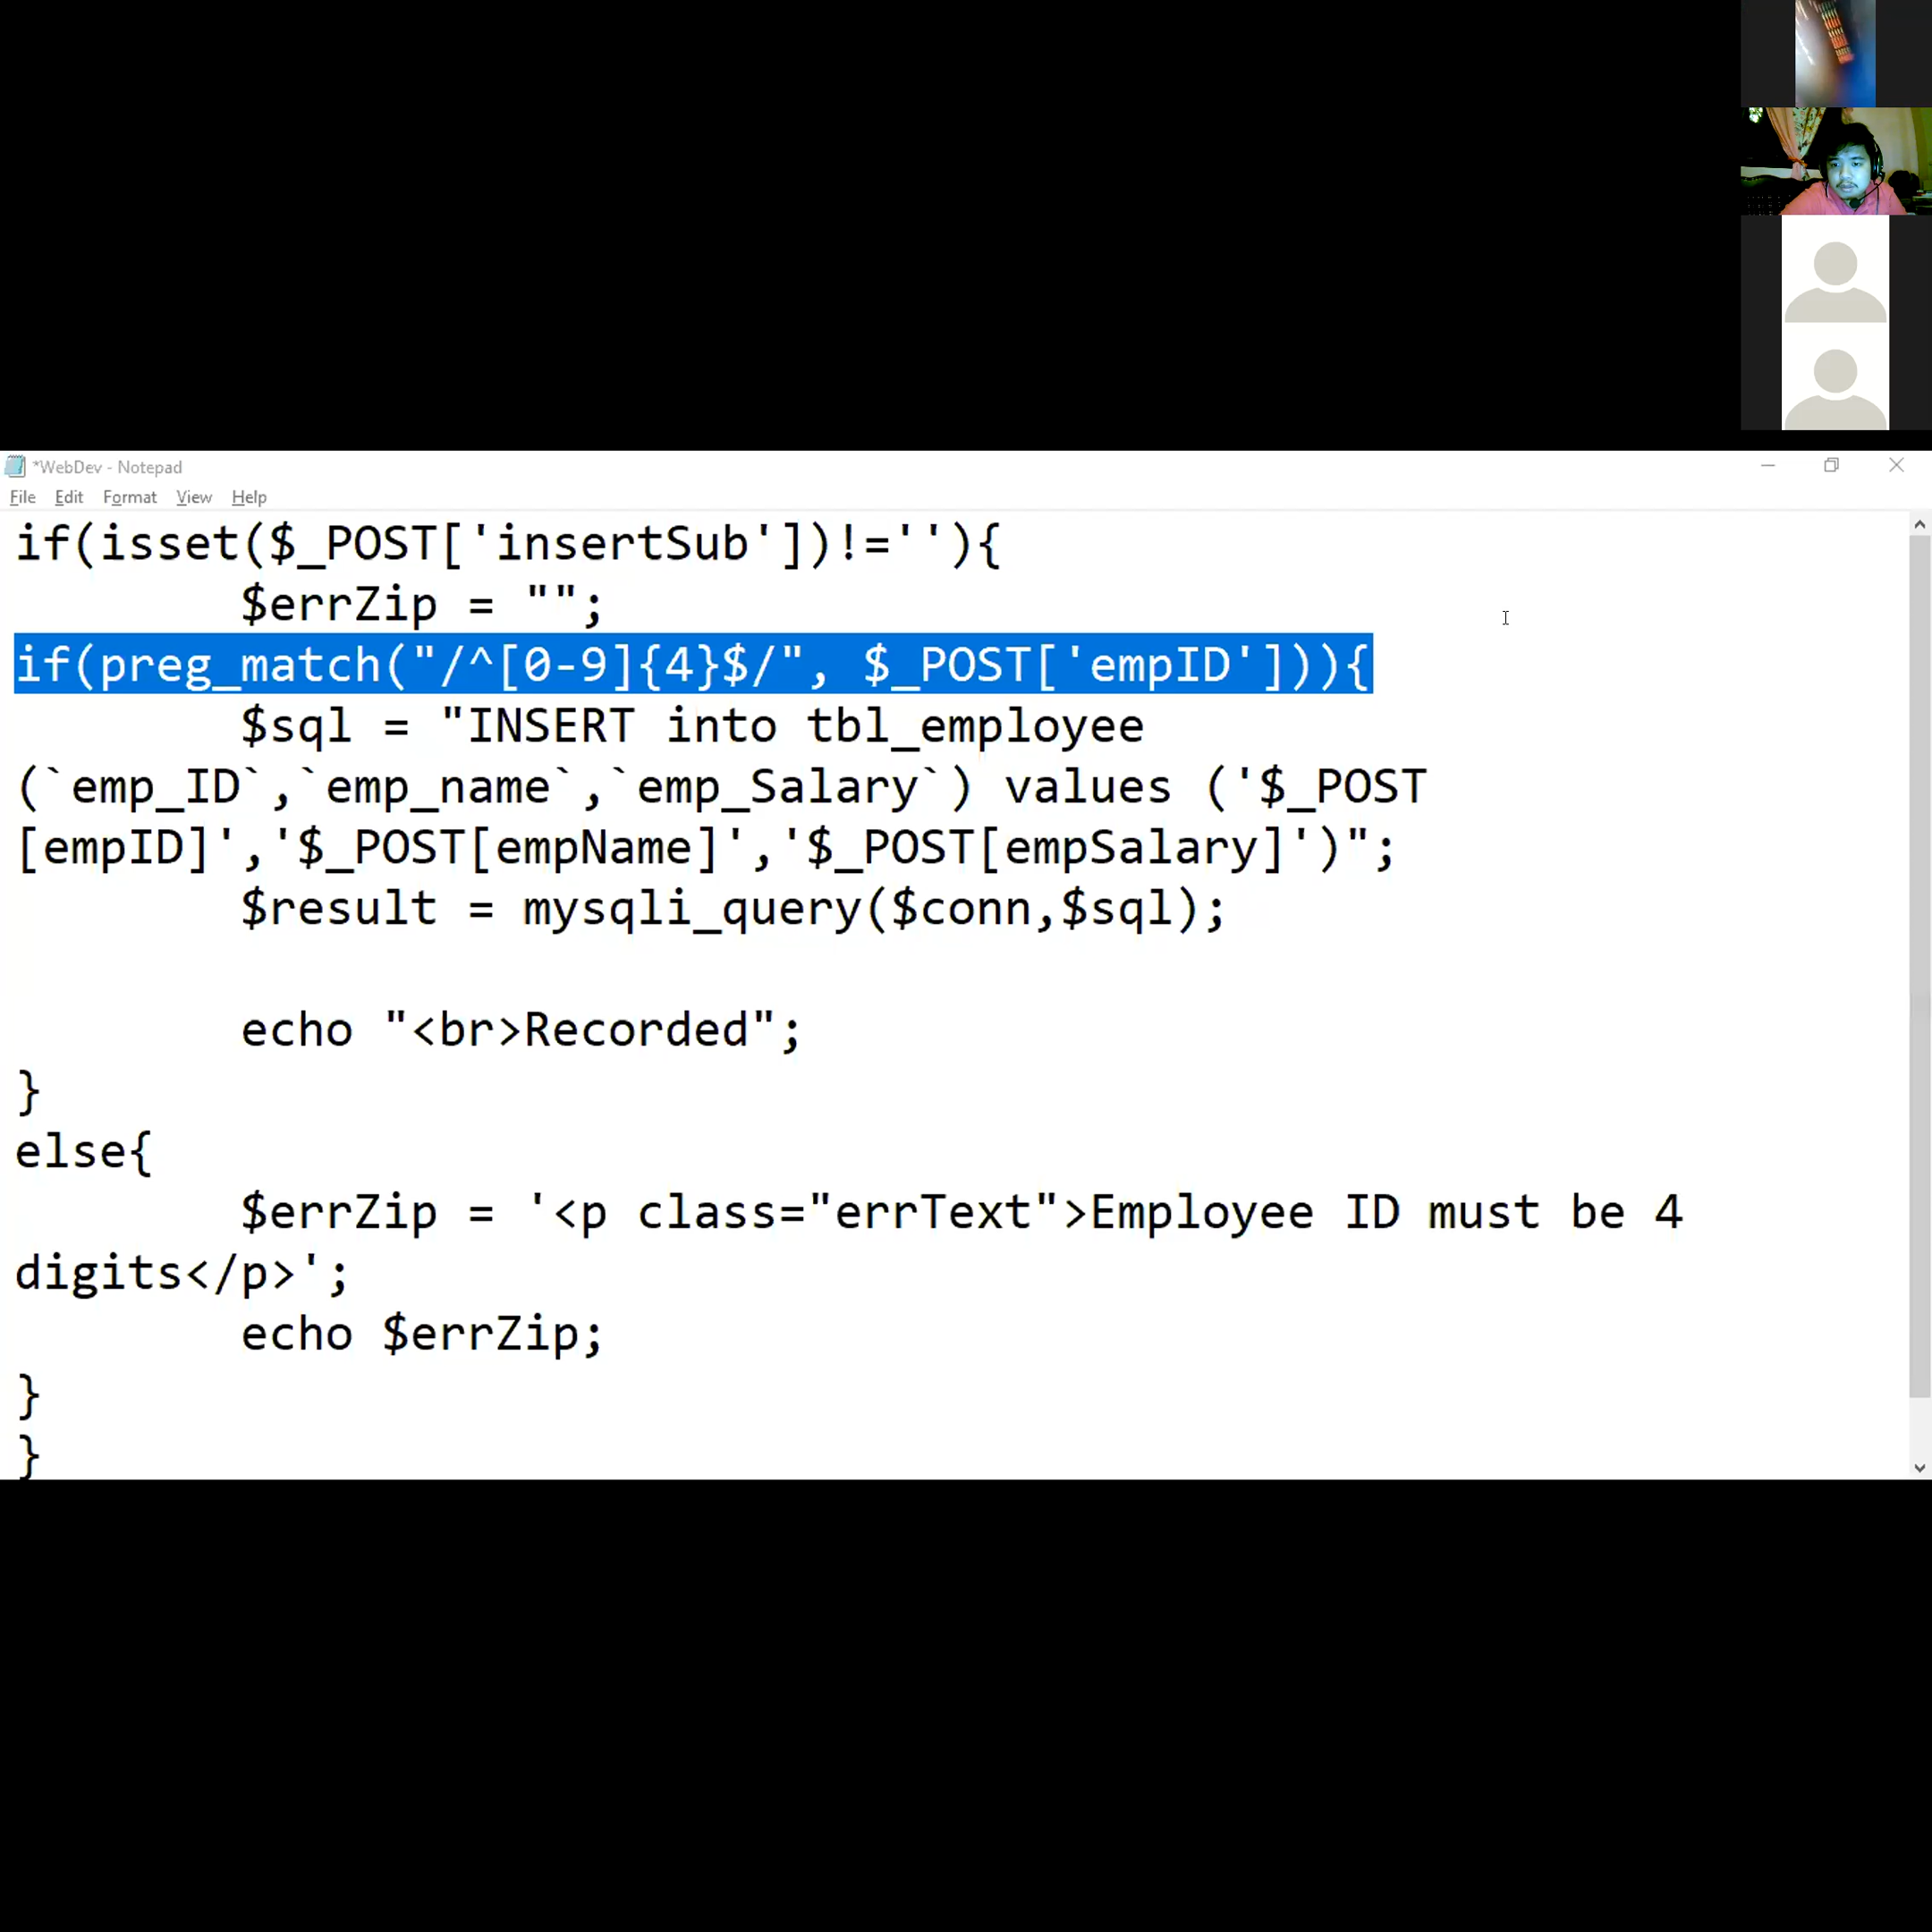 *WebDev - Notepad
File Edit Format View Help
if(isset($_POST['insertSub'])!=''){
$errZip = "";
if(preg_match("/^[0-9]{4}$/", $_POST['empID'])){
$sql = "INSERT into tbl_employee
(`emp_ID`,`emp_name`,`emp_Salary`) values ('$_POST
[empID]','$_POST[empName]','$_POST[empSalary]')";
$result = mysqli_query($conn,$sql);
echo "<br>Recorded";
}
else{
$errZip = '<p class="errText">Employee ID must be 4
digits</p>';
echo $errZip;
}
}